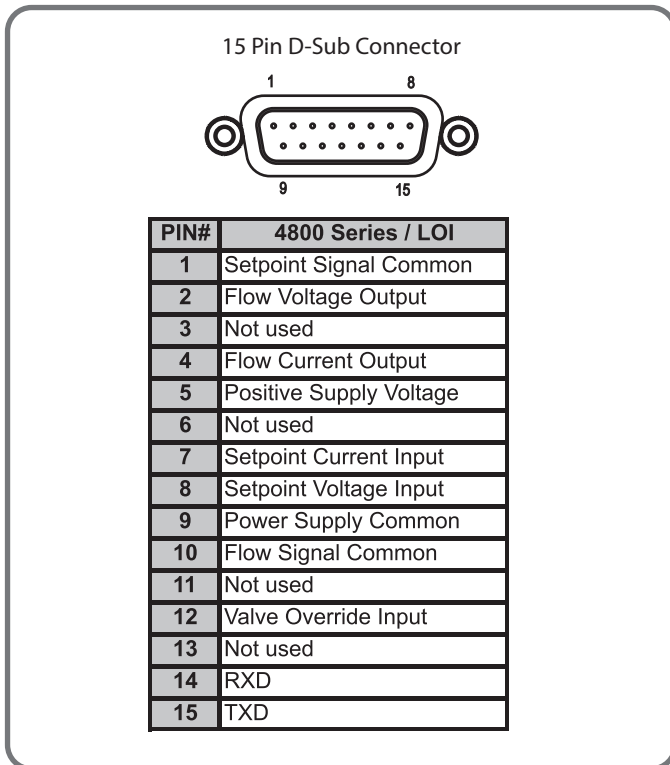 15 Pin D-Sub Connector
1 8
9 15
PIN# 4800 Series / LOI
1 Setpoint Signal Common
2 Flow Voltage Output
3 Not used
4 Flow Current Output
5 Positive Supply Voltage
6 Not used
7 Setpoint Current Input
8 Setpoint Voltage Input
9 Power Supply Common
10 Flow Signal Common
11 Not used
12 Valve Override Input
13 Not used
14 RXD
15 TXD